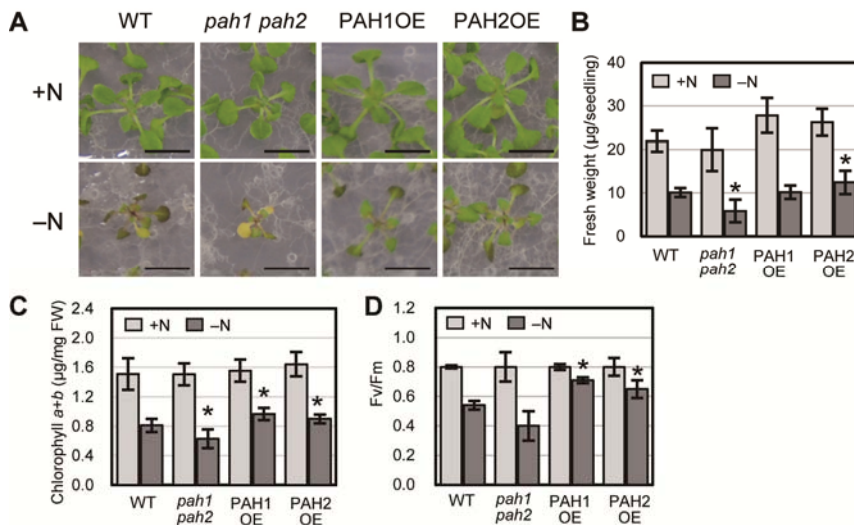 A
WT
pah1 pah2
PAH1OE
PAH2OE
+N
–N
B
Fresh weight (µg/seedling)
40
30
20
10
0
+N
–N
*
*
WT
pah1
pah2
PAH1
OE
PAH2
OE
C
Chlorophyll a+b (µg/mg FW)
2.4
2.0
1.6
1.2
0.8
0.4
0.0
+N
–N
*
*
*
WT
pah1
pah2
PAH1
OE
PAH2
OE
D
Fv/Fm
1.2
1.0
0.8
0.6
0.4
0.2
0.0
+N
–N
*
*
WT
pah1
pah2
PAH1
OE
PAH2
OE